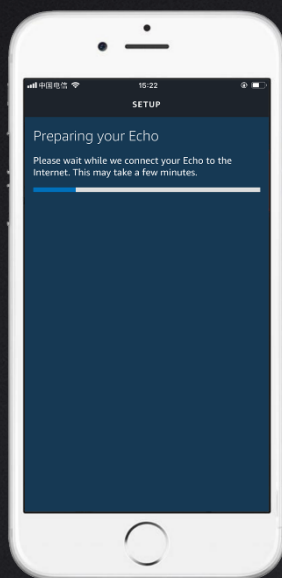 中国电信 15:22
SETUP
Preparing your Echo
Please wait while we connect your Echo to the
Internet. This may take a few minutes.